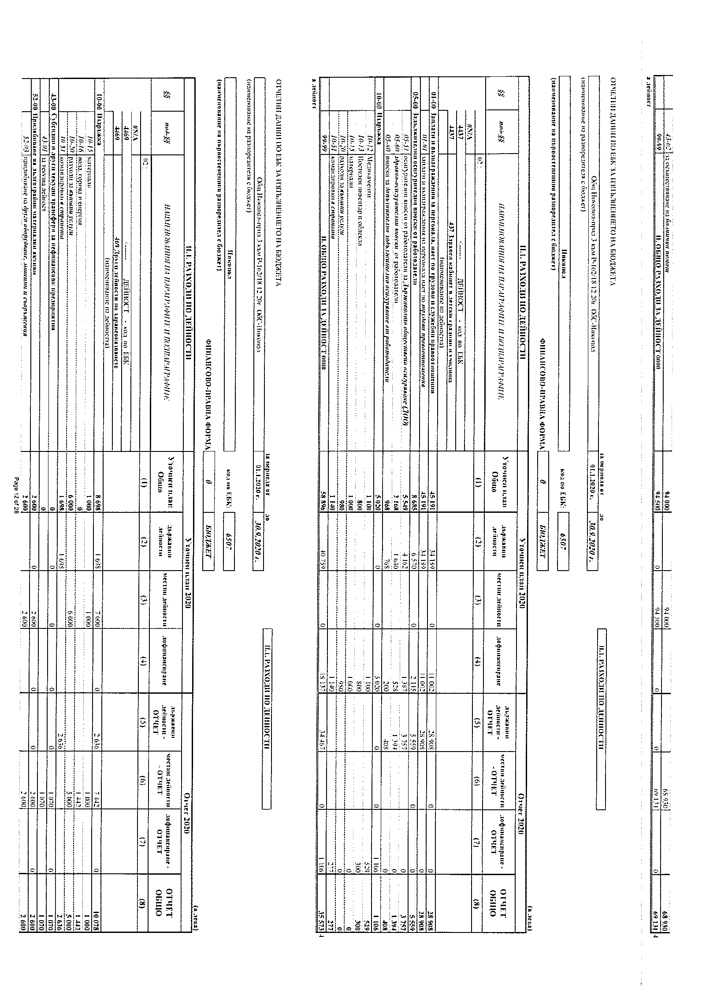 43-02 за осъществяване на болнична помощ 94 000 94 000 68 930 68 930
99-99 II. ОБЩО РАЗХОДИ ЗА ДЕЙНОСТ 0000 94 500 0 94 500 0 0 69 131 0 69 131
а дейност
ОТЧЕТНИ ДАННИ ПО ЕБК ЗА ИЗПЪЛНЕНИЕТО НА БЮДЖЕТА
II.1. РАЗХОДИ ПО ДЕЙНОСТИ
за периода от до
Общ Никопол-прил. 3 към Р-162/18 12 20г. ОбС-Никопол 01.1.2020 г. 30.9.2020 г.
(наименование на разпоредителя с бюджет)
Никопол код по ЕБК: 6507
(наименование на първостепенния разпоредител с бюджет)
ФИНАНСОВО-ПРАВНА ФОРМА 0 БЮДЖЕТ
(в лева)
II.1. РАЗХОДИ ПО ДЕЙНОСТИ Уточнен план 2020 Отчет 2020
§§ под-§§ НАИМЕНОВАНИЯ НА ПАРАГРАФИТЕ И ПОДПАРАГРАФИТЕ Уточнен план Общо държавни дейности местни дейности дофинансиране държавни дейности - ОТЧЕТ местни дейности - ОТЧЕТ дофинансиране - ОТЧЕТ ОТЧЕТ ОБЩО
02 (1) (2) (3) (4) (5) (6) (7) (8)
#N/A
4437 <------ ДЕЙНОСТ - код по ЕБК
4437 437 Здравен кабинет в детски градини и училища
(наименование на дейността)
01-00 Заплати и възнаграждения за персонала, нает по трудови и служебни правоотношения 45 191 34 189 0 11 002 28 908 0 0 28 908
01-01 заплати и възнаграждения на персонала нает по трудови правоотношения 45 191 34 189 11 002 28 908 0 28 908
05-00 Задължителни осигурителни вноски от работодатели 8 685 6 570 0 2 115 5 559 0 0 5 559
05-51 осигурителни вноски от работодатели за Държавното обществено осигуряване (ДОО) 5 549 4 162 1 387 3 757 0 3 757
05-60 здравно-осигурителни вноски от работодатели 2 168 1 640 528 1 394 0 1 394
05-80 вноски за допълнително задължително осигуряване от работодатели 968 768 200 408 0 408
10-00 Издръжка 5 020 0 0 5 020 0 0 1 106 1 106
10-12 Медикаменти 1 100 1 100 529 529
10-13 Постелен инвентар и облекло 800 800 300 300
10-15 материали 1 000 1 000 0 0
10-20 разходи за външни услуги 980 980 0 0
10-51 командировки в страната 1 140 1 140 277 277
99-99 II. ОБЩО РАЗХОДИ ЗА ДЕЙНОСТ 0000 58 896 40 759 0 18 137 34 467 0 1 106 35 573
а дейност
ОТЧЕТНИ ДАННИ ПО ЕБК ЗА ИЗПЪЛНЕНИЕТО НА БЮДЖЕТА
II.1. РАЗХОДИ ПО ДЕЙНОСТИ
за периода от до
Общ Никопол-прил. 3 към Р-162/18 12 20г. ОбС-Никопол 01.1.2020 г. 30.9.2020 г.
(наименование на разпоредителя с бюджет)
Никопол код по ЕБК: 6507
(наименование на първостепенния разпоредител с бюджет)
ФИНАНСОВО-ПРАВНА ФОРМА 0 БЮДЖЕТ
(в лева)
II.1. РАЗХОДИ ПО ДЕЙНОСТИ Уточнен план 2020 Отчет 2020
§§ под-§§ НАИМЕНОВАНИЯ НА ПАРАГРАФИТЕ И ПОДПАРАГРАФИТЕ Уточнен план Общо държавни дейности местни дейности дофинансиране държавни дейности - ОТЧЕТ местни дейности - ОТЧЕТ дофинансиране - ОТЧЕТ ОТЧЕТ ОБЩО
02 (1) (2) (3) (4) (5) (6) (7) (8)
#N/A
4469 <------ ДЕЙНОСТ - код по ЕБК
4469 469 Други дейности по здравеопазването
(наименование на дейността)
10-00 Издръжка 8 698 1 698 7 000 0 2 636 7 442 0 10 078
10-15 материали 1 000 1 000 1 000 1 000
10-16 вода, горива и енергия 0 1 442 1 442
10-20 разходи за външни услуги 6 000 6 000 5 000 5 000
10-51 командировки в страната 1 698 1 698 2 636 2 636
43-00 Субсидии и други текущи трансфери за нефинансови предприятия 0 0 0 0 0 1 070 0 1 070
43-01 за текуща дейност 0 1 070 1 070
52-00 Придобиване на дълготрайни материални активи 2 600 0 2 600 0 0 2 600 0 2 600
52-03 придобиване на друго оборудване, машини и съоръжения 2 600 2 600 2 600 2 600
Page 12 of 28